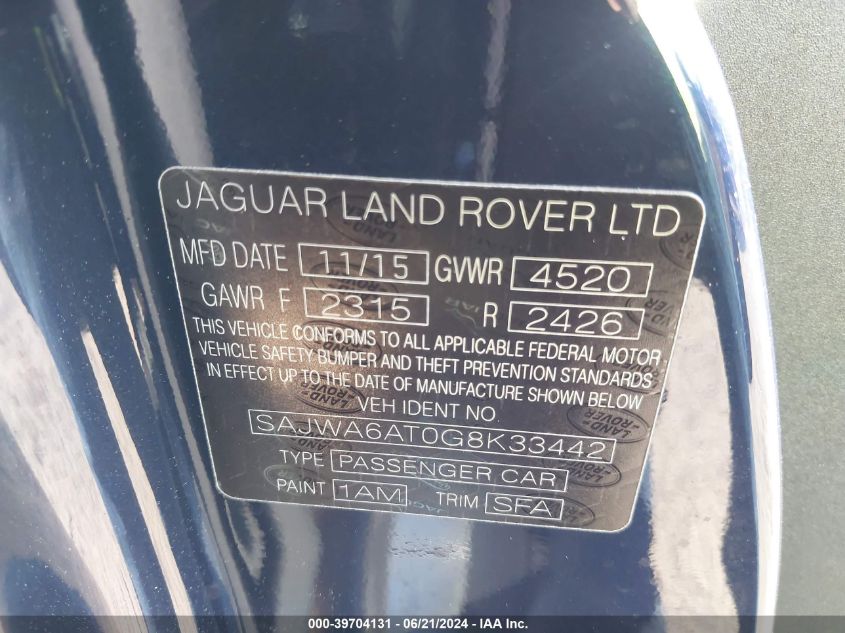 JAGUAR LAND ROVER LTD
MFD DATE 11/15 GVWR 4520
GAWR F 2315 R 2426
THIS VEHICLE CONFORMS TO ALL APPLICABLE FEDERAL MOTOR
VEHICLE SAFETY BUMPER AND THEFT PREVENTION STANDARDS
IN EFFECT UP TO THE DATE OF MANUFACTURE SHOWN BELOW
VEH IDENT NO
SAJWA6AT0G8K33442
TYPE PASSENGER CAR
PAINT 1AM TRIM SFA
000-39704131 - 06/21/2024 - IAA Inc.